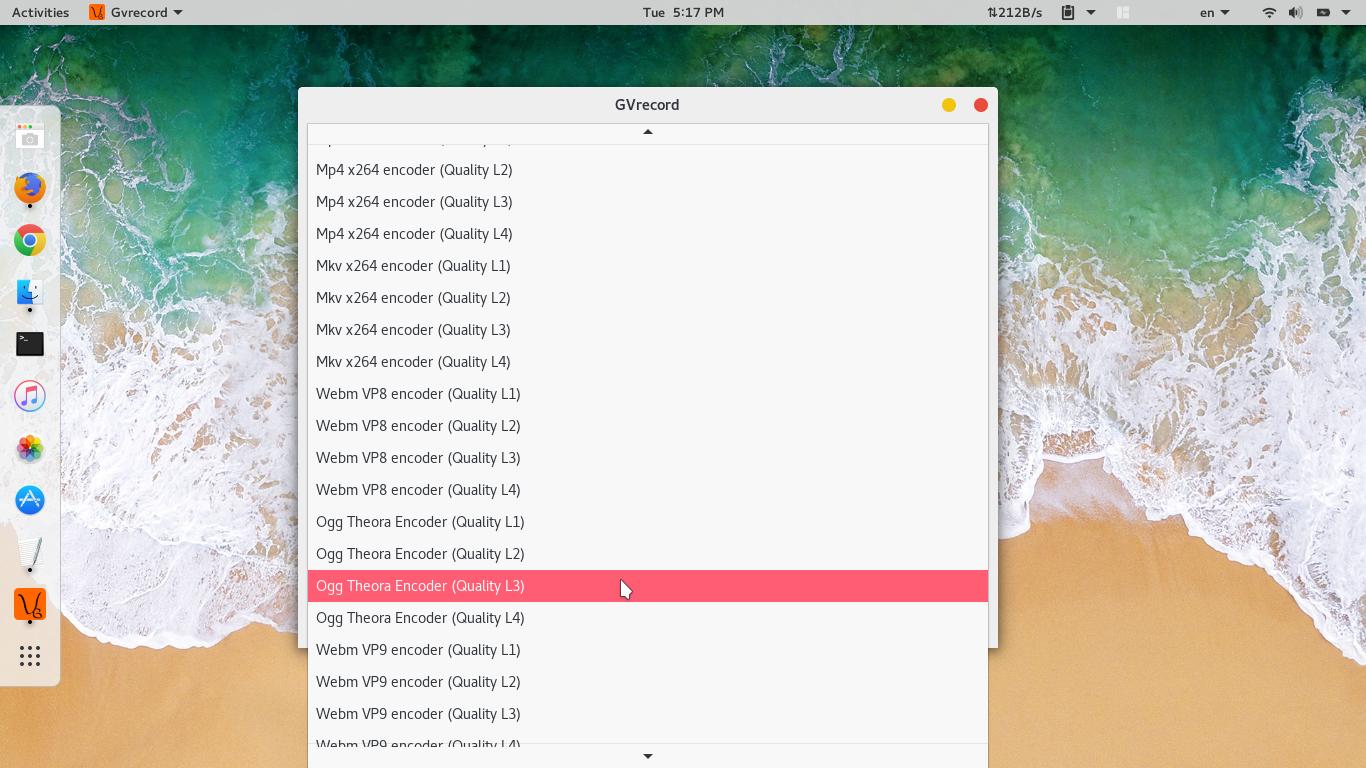 Activities
Gvrecord
Tue 5:17 PM
⇅212B/s
en
GVrecord
Mp4 x264 encoder (Quality L2)
Mp4 x264 encoder (Quality L3)
Mp4 x264 encoder (Quality L4)
Mkv x264 encoder (Quality L1)
Mkv x264 encoder (Quality L2)
Mkv x264 encoder (Quality L3)
Mkv x264 encoder (Quality L4)
Webm VP8 encoder (Quality L1)
Webm VP8 encoder (Quality L2)
Webm VP8 encoder (Quality L3)
Webm VP8 encoder (Quality L4)
Ogg Theora Encoder (Quality L1)
Ogg Theora Encoder (Quality L2)
Ogg Theora Encoder (Quality L3)
Ogg Theora Encoder (Quality L4)
Webm VP9 encoder (Quality L1)
Webm VP9 encoder (Quality L2)
Webm VP9 encoder (Quality L3)
Webm VP9 encoder (Quality L4)